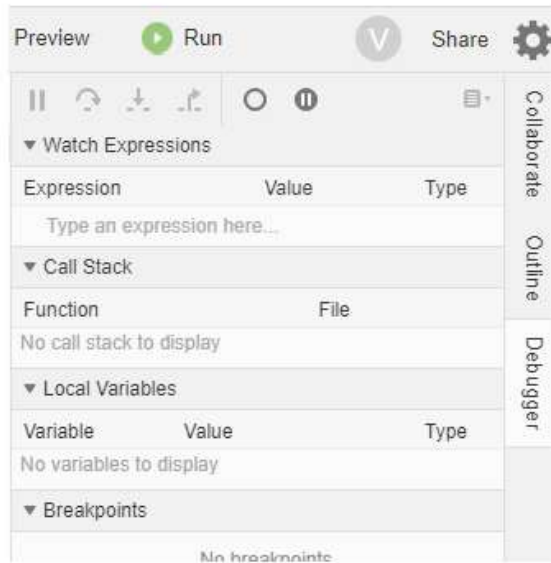 Preview Run V Share
▼ Watch Expressions
Expression Value Type
Type an expression here...
▼ Call Stack
Function File
No call stack to display
▼ Local Variables
Variable Value Type
No variables to display
▼ Breakpoints
No breakpoints
Collaborate
Outline
Debugger